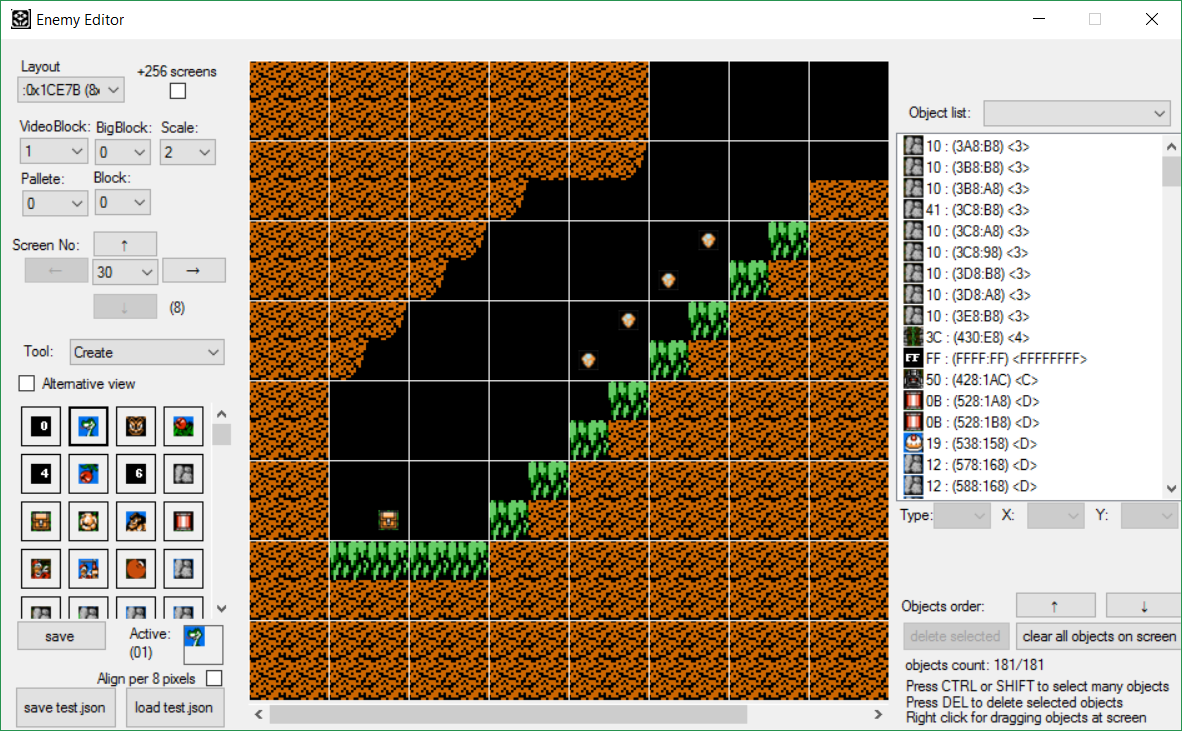 Enemy Editor
Layout
+256 screens
:0x1CE7B (8x
VideoBlock: BigBlock: Scale:
1 0 2
Pallete: Block:
0 0
Screen No: ↑
← 30 →
↓ (8)
Tool: Create
Alternative view
0
4 6
save
Active:
(01)
Align per 8 pixels
save test.json load test.json
Object list:
10 : (3A8:B8) <3>
10 : (3B8:B8) <3>
10 : (3B8:A8) <3>
41 : (3C8:B8) <3>
10 : (3C8:A8) <3>
10 : (3C8:98) <3>
10 : (3D8:B8) <3>
10 : (3D8:A8) <3>
10 : (3E8:B8) <3>
3C : (430:E8) <4>
FF FF : (FFFF:FF) <FFFFFFFF>
50 : (428:1AC) <C>
0B : (528:1A8) <D>
0B : (528:1B8) <D>
19 : (538:158) <D>
12 : (578:168) <D>
12 : (588:168) <D>
Type: X: Y:
Objects order: ↑ ↓
delete selected clear all objects on screen
objects count: 181/181
Press CTRL or SHIFT to select many objects
Press DEL to delete selected objects
Right click for dragging objects at screen